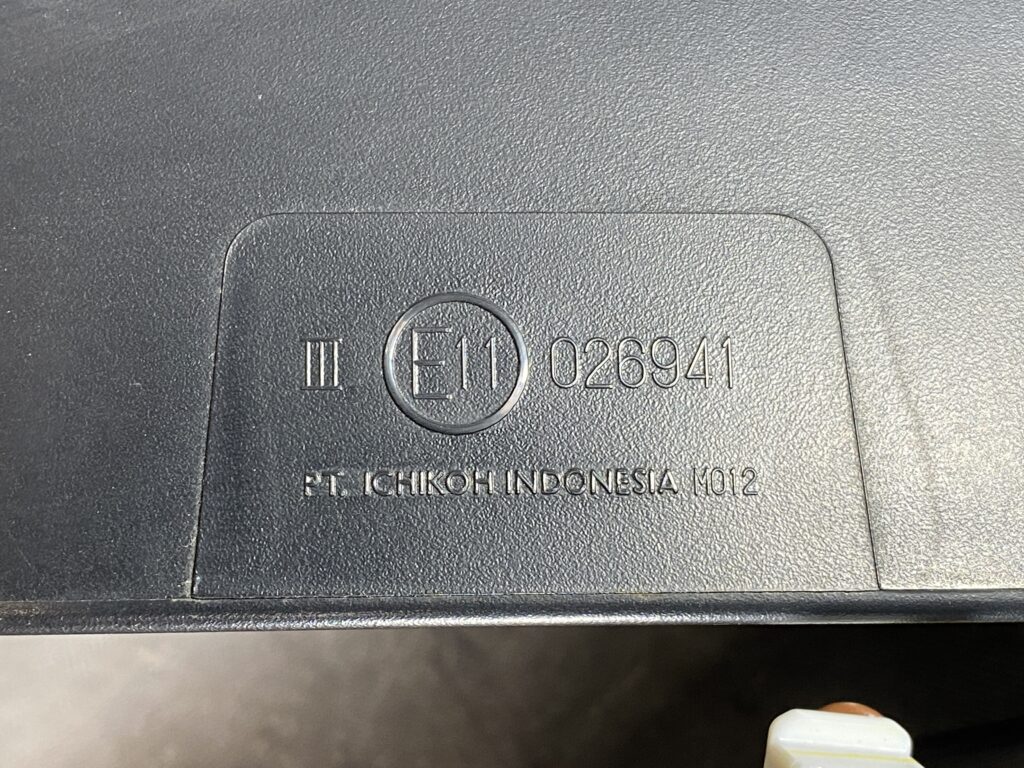 III E11 026941
PT. ICHIKOH INDONESIA M012